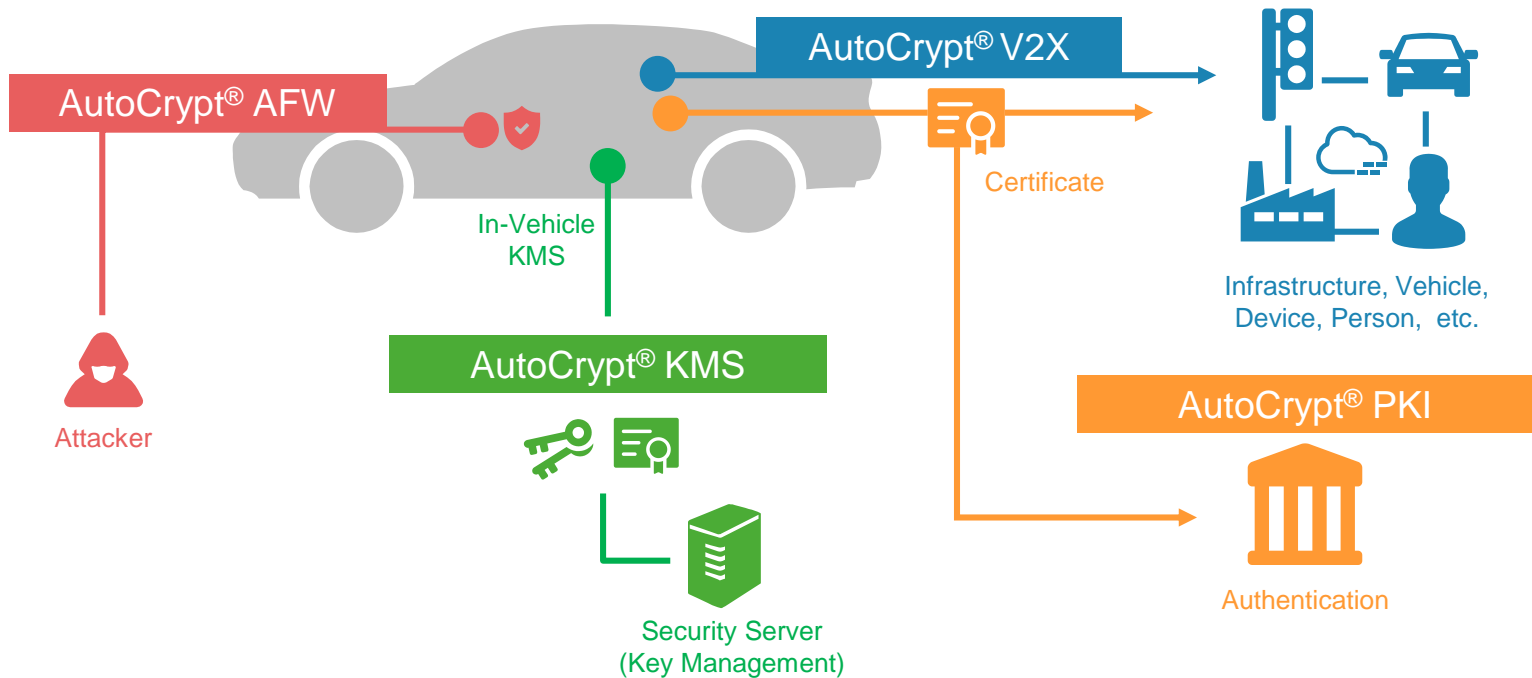 AutoCrypt® V2X
AutoCrypt® AFW
Certificate
In-Vehicle
KMS
Infrastructure, Vehicle,
Device, Person, etc.
AutoCrypt® KMS
AutoCrypt® PKI
Attacker
Authentication
Security Server
(Key Management)